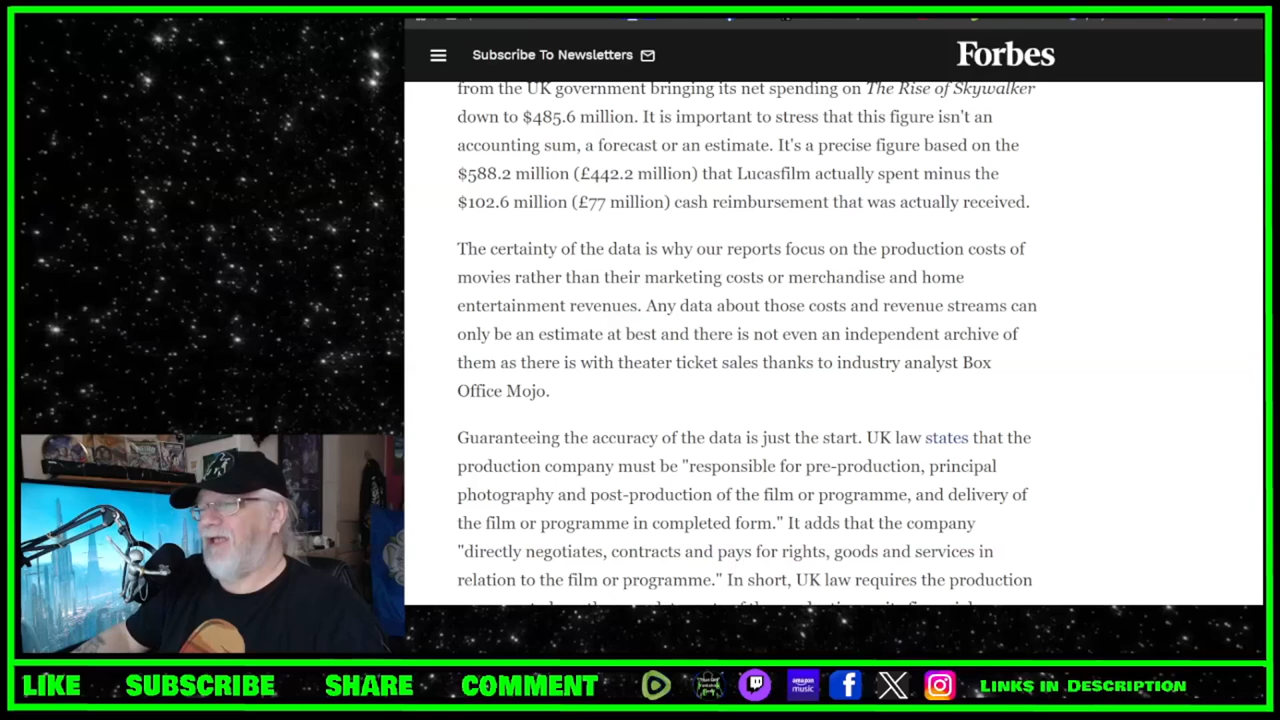 Subscribe To Newsletters
Forbes
from the UK government bringing its net spending on The Rise of Skywalker
down to $485.6 million. It is important to stress that this figure isn't an
accounting sum, a forecast or an estimate. It's a precise figure based on the
$588.2 million (£442.2 million) that Lucasfilm actually spent minus the
$102.6 million (£77 million) cash reimbursement that was actually received.
The certainty of the data is why our reports focus on the production costs of
movies rather than their marketing costs or merchandise and home
entertainment revenues. Any data about those costs and revenue streams can
only be an estimate at best and there is not even an independent archive of
them as there is with theater ticket sales thanks to industry analyst Box
Office Mojo.
Guaranteeing the accuracy of the data is just the start. UK law states that the
production company must be "responsible for pre-production, principal
photography and post-production of the film or programme, and delivery of
the film or programme in completed form." It adds that the company
"directly negotiates, contracts and pays for rights, goods and services in
relation to the film or programme." In short, UK law requires the production
LIKE SUBSCRIBE SHARE COMMENT amazon music LINKS IN DESCRIPTION